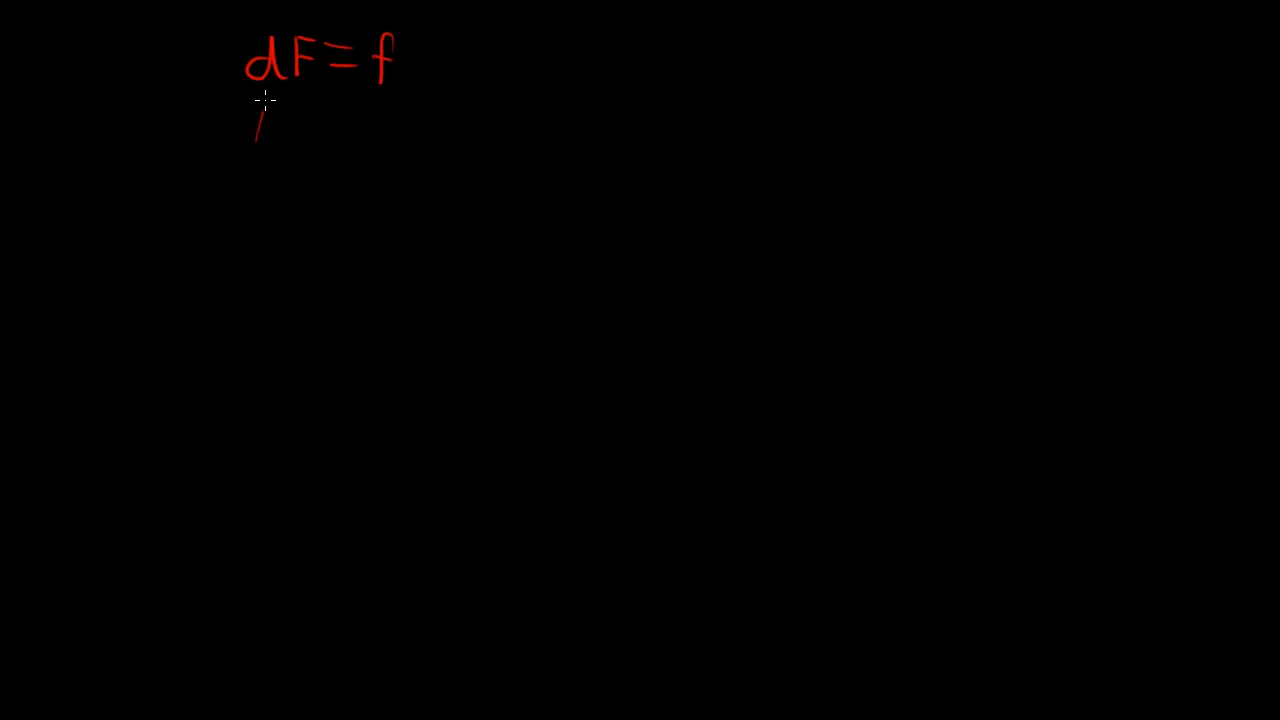 dF = f